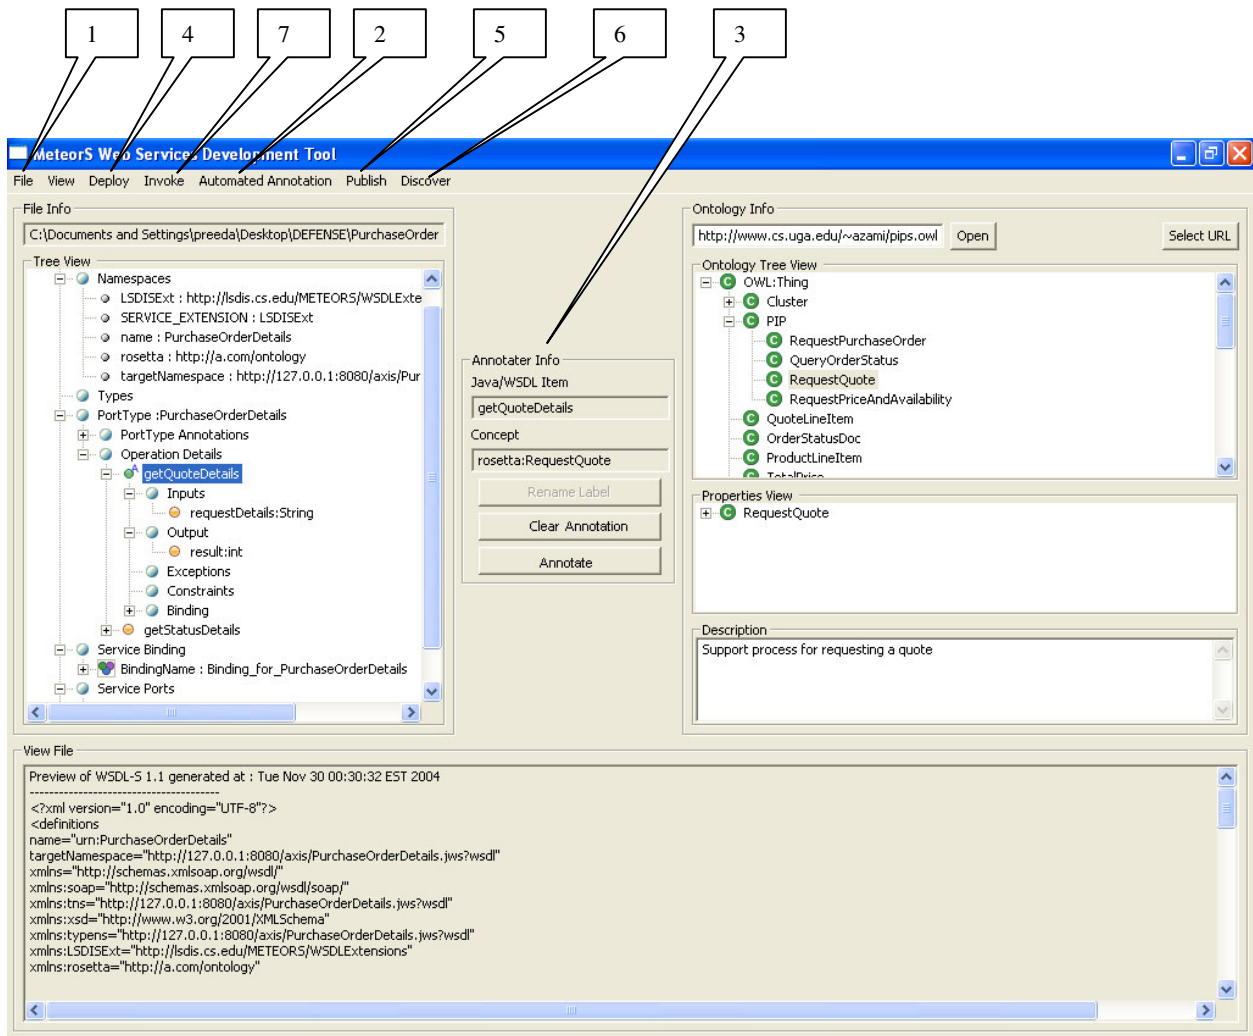 1 4 7 2 5 6 3
MeteorS Web Services Development Tool
File View Deploy Invoke Automated Annotation Publish Discover
File Info
C:\Documents and Settings\preeda\Desktop\DEFENSE\PurchaseOrder
Tree View
Namespaces
LSDISExt : http://lsdis.cs.edu/METEORS/WSDLExte
SERVICE_EXTENSION : LSDISExt
name : PurchaseOrderDetails
rosetta : http://a.com/ontology
targetNamespace : http://127.0.0.1:8080/axis/Pur
Types
PortType :PurchaseOrderDetails
PortType Annotations
Operation Details
getQuoteDetails
Inputs
requestDetails:String
Output
result:int
Exceptions
Constraints
Binding
getStatusDetails
Service Binding
BindingName : Binding_for_PurchaseOrderDetails
Service Ports
Annotater Info
Java/WSDL Item
getQuoteDetails
Concept
rosetta:RequestQuote
Rename Label
Clear Annotation
Annotate
Ontology Info
http://www.cs.uga.edu/~azami/pips.owl Open Select URL
Ontology Tree View
OWL:Thing
Cluster
PIP
RequestPurchaseOrder
QueryOrderStatus
RequestQuote
RequestPriceAndAvailability
QuoteLineItem
OrderStatusDoc
ProductLineItem
TotalPrice
Properties View
RequestQuote
Description
Support process for requesting a quote
View File
Preview of WSDL-S 1.1 generated at : Tue Nov 30 00:30:32 EST 2004
----------------------------------------
<?xml version="1.0" encoding="UTF-8"?>
<definitions
name="urn:PurchaseOrderDetails"
targetNamespace="http://127.0.0.1:8080/axis/PurchaseOrderDetails.jws?wsdl"
xmlns="http://schemas.xmlsoap.org/wsdl/"
xmlns:soap="http://schemas.xmlsoap.org/wsdl/soap/"
xmlns:tns="http://127.0.0.1:8080/axis/PurchaseOrderDetails.jws?wsdl"
xmlns:xsd="http://www.w3.org/2001/XMLSchema"
xmlns:typens="http://127.0.0.1:8080/axis/PurchaseOrderDetails.jws?wsdl"
xmlns:LSDISExt="http://lsdis.cs.edu/METEORS/WSDLExtensions"
xmlns:rosetta="http://a.com/ontology"